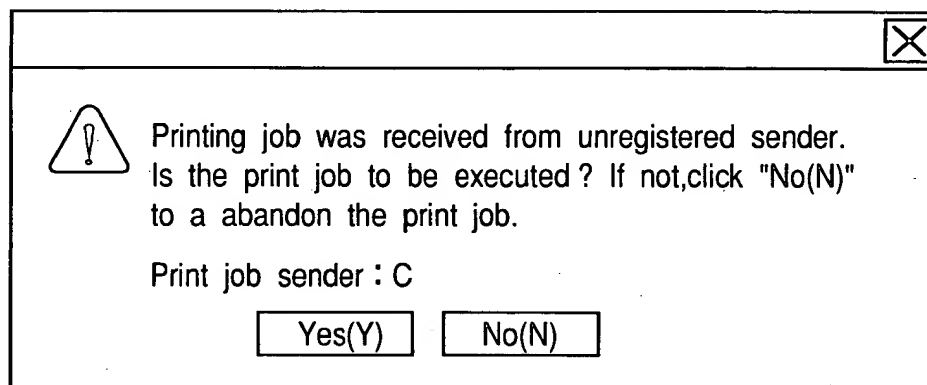 Printing job was received from unregistered sender.
Is the print job to be executed ? If not,click "No(N)"
to a abandon the print job.
Print job sender : C
Yes(Y) No(N)